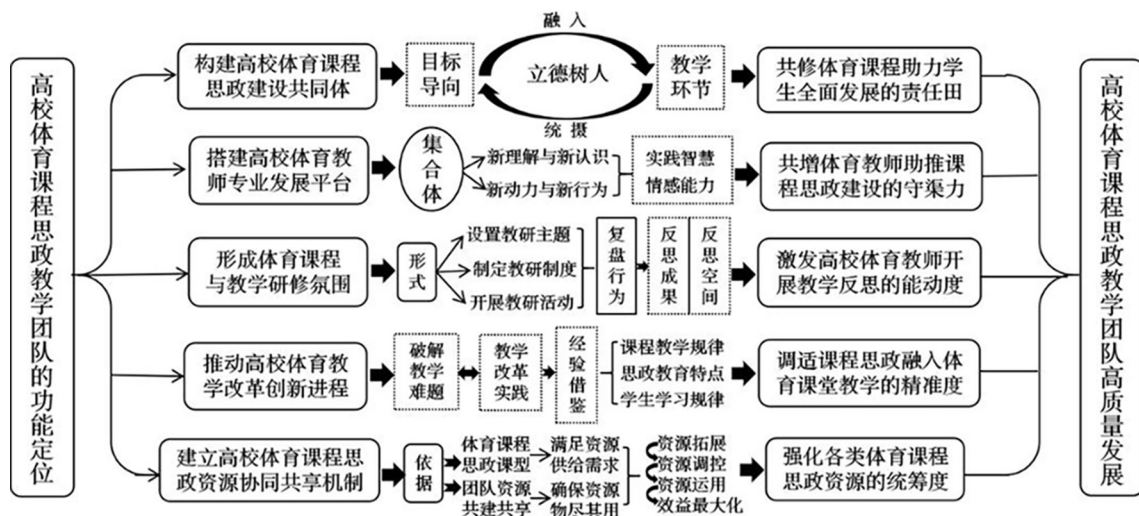 高校体育课程思政教学团队的功能定位
融入
构建高校体育课程
思政建设共同体
目标
导向
立德树人
教学
环节
共修体育课程助力学
生全面发展的责任田
统摄
搭建高校体育教
师专业发展平台
集合体
新理解与新认识
新动力与新行为
实践智慧
情感能力
共增体育教师助推课
程思政建设的守渠力
形成体育课程
与教学研修氛围
形式
设置教研主题
制定教研制度
开展教研活动
复盘行为
反思成果
反思空间
激发高校体育教师开
展教学反思的能动度
推动高校体育教
学改革创新进程
破解
教学
难题
教学
改革
实践
经验借鉴
课程教学规律
思政教育特点
学生学习规律
调适课程思政融入体
育课堂教学的精准度
建立高校体育课程思
政资源协同共享机制
依据
体育课程
思政课型
团队资源
共建共享
满足资源
供给需求
确保资源
物尽其用
资源拓展
资源调控
资源运用
效益最大化
强化各类体育课程
思政资源的统筹度
高校体育课程思政教学团队高质量发展